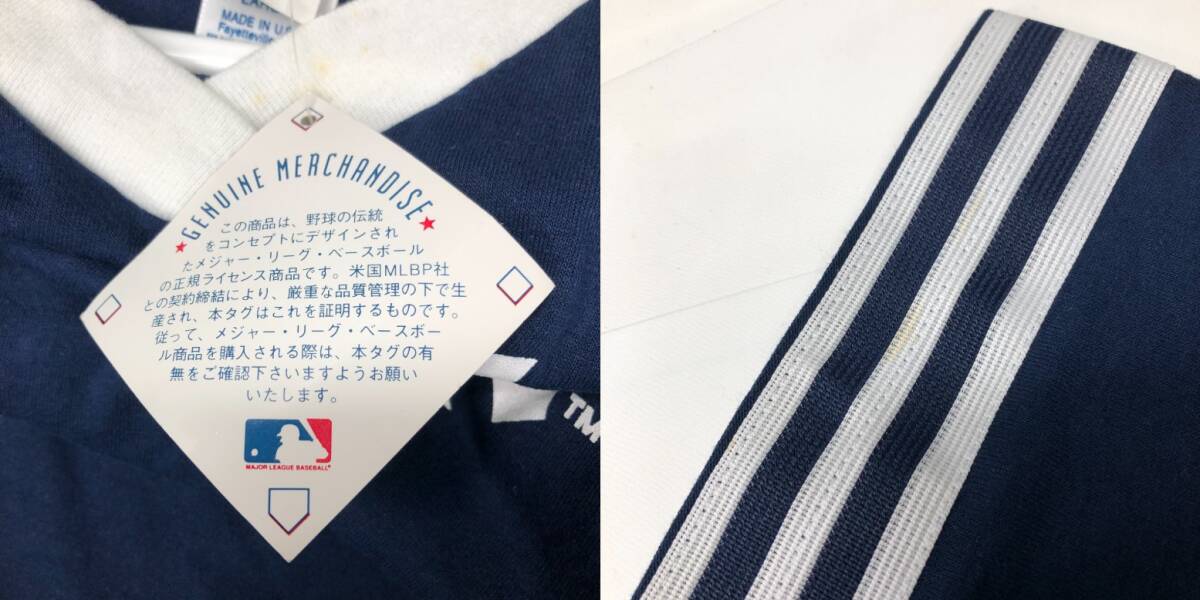 MADE IN U.S
Fayetteville
GENUINE MERCHANDISE
この商品は、野球の伝統
をコンセプトにデザインされ
たメジャー・リーグ・ベースボール
の正規ライセンス商品です。米国MLBP社
との契約締結により、厳重な品質管理の下で生
産され、本タグはこれを証明するものです。
従って、メジャー・リーグ・ベースボー
ル商品を購入される際は、本タグの有
無をご確認下さいますようお願い
いたします。
MAJOR LEAGUE BASEBALL
TM